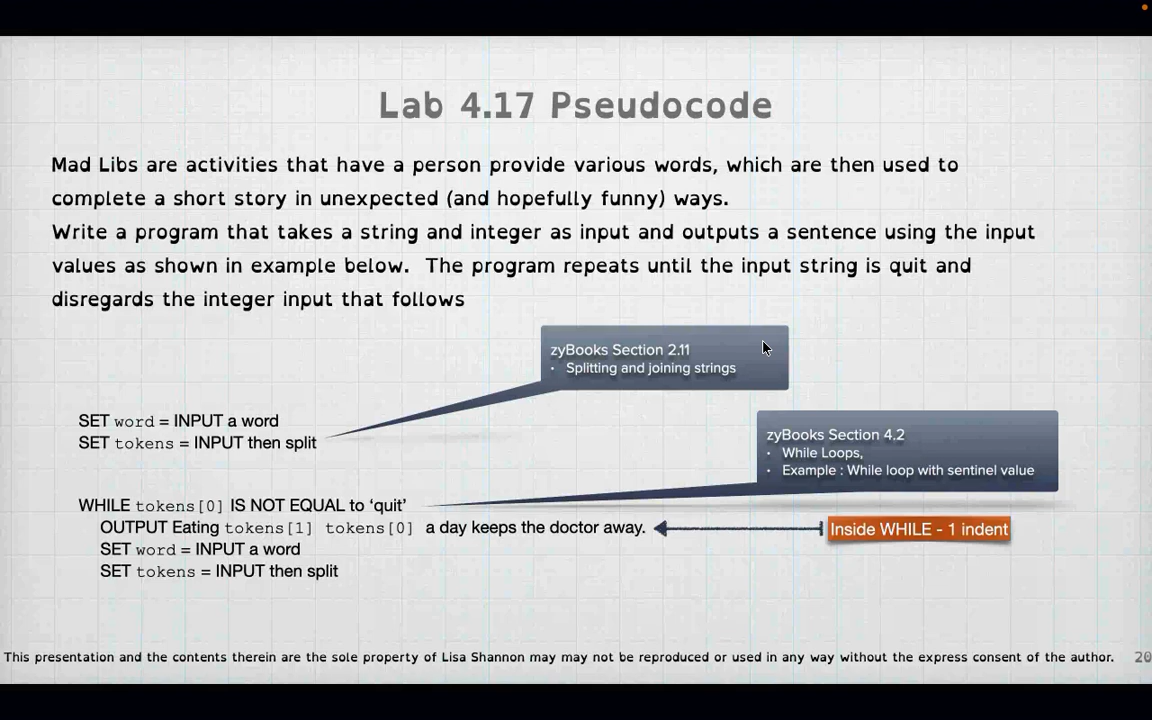 Lab 4.17 Pseudocode
Mad Libs are activities that have a person provide various words, which are then used to
complete a short story in unexpected (and hopefully funny) ways.
Write a program that takes a string and integer as input and outputs a sentence using the input
values as shown in example below. The program repeats until the input string is quit and
disregards the integer input that follows
zyBooks Section 2.11
• Splitting and joining strings
SET word = INPUT a word
SET tokens = INPUT then split
zyBooks Section 4.2
• While Loops,
• Example : While loop with sentinel value
WHILE tokens[0] IS NOT EQUAL to ‘quit’
OUTPUT Eating tokens[1] tokens[0] a day keeps the doctor away.
Inside WHILE - 1 indent
SET word = INPUT a word
SET tokens = INPUT then split
This presentation and the contents therein are the sole property of Lisa Shannon may may not be reproduced or used in any way without the express consent of the author.
20